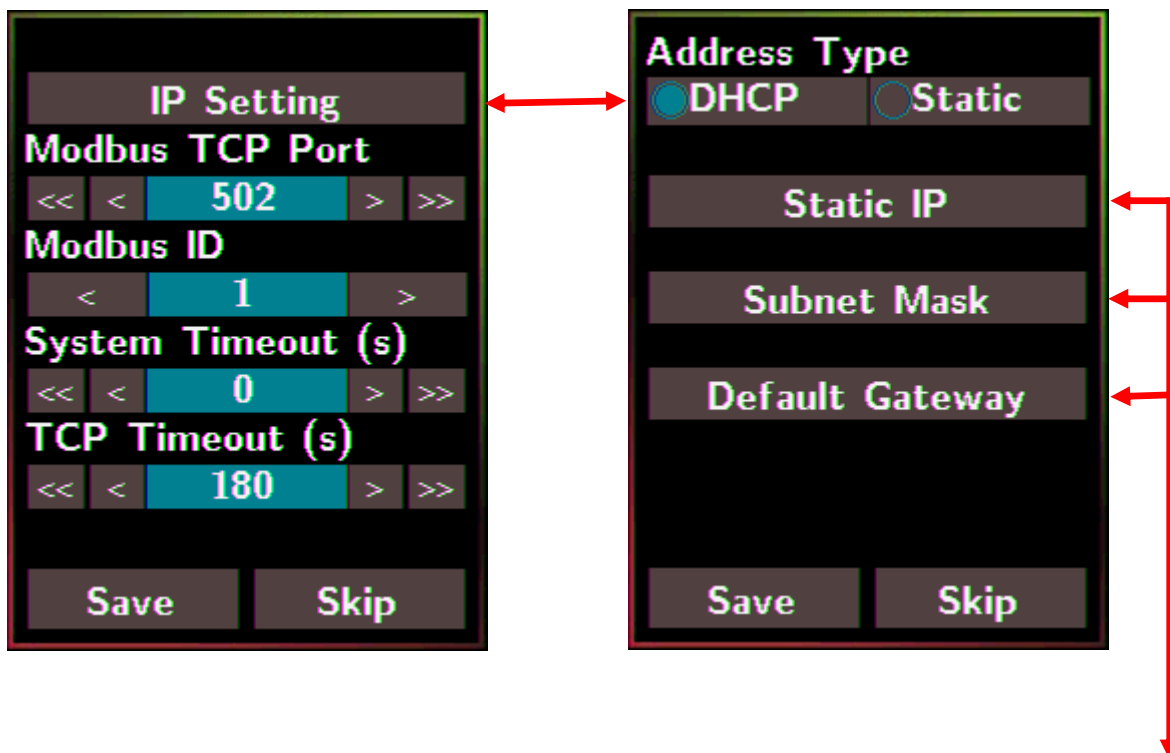 IP Setting
Modbus TCP Port
<< < 502 > >>
Modbus ID
< 1 >
System Timeout (s)
<< < 0 > >>
TCP Timeout (s)
<< < 180 > >>
Save Skip
Address Type
DHCP Static
Static IP
Subnet Mask
Default Gateway
Save Skip